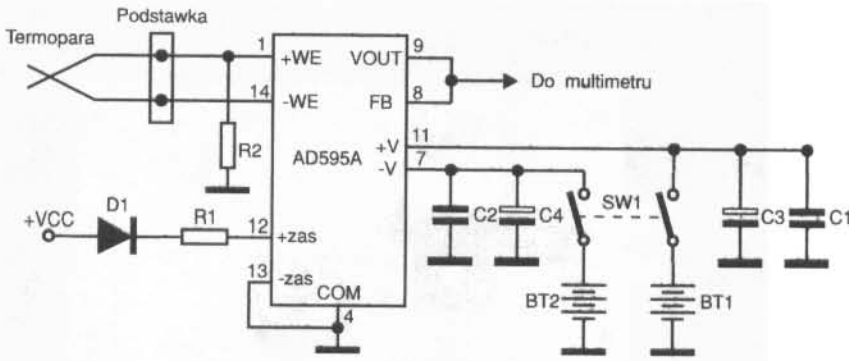 Podstawka
Termopara
1
+WE
VOUT
9
Do multimetru
14
-WE
FB
8
11
+V
R2
AD595A
-V
7
D1
+VCC
R1
12
+zas
C2
C4
SW1
C3
C1
13
-zas
COM
4
BT2
BT1